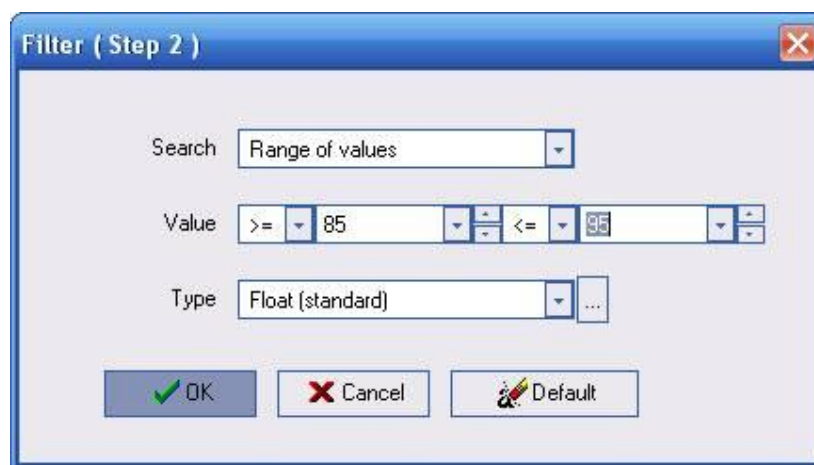 Filter ( Step 2 )
Search Range of values
Value >= 85 <= 95
Type Float (standard) ...
OK Cancel Default